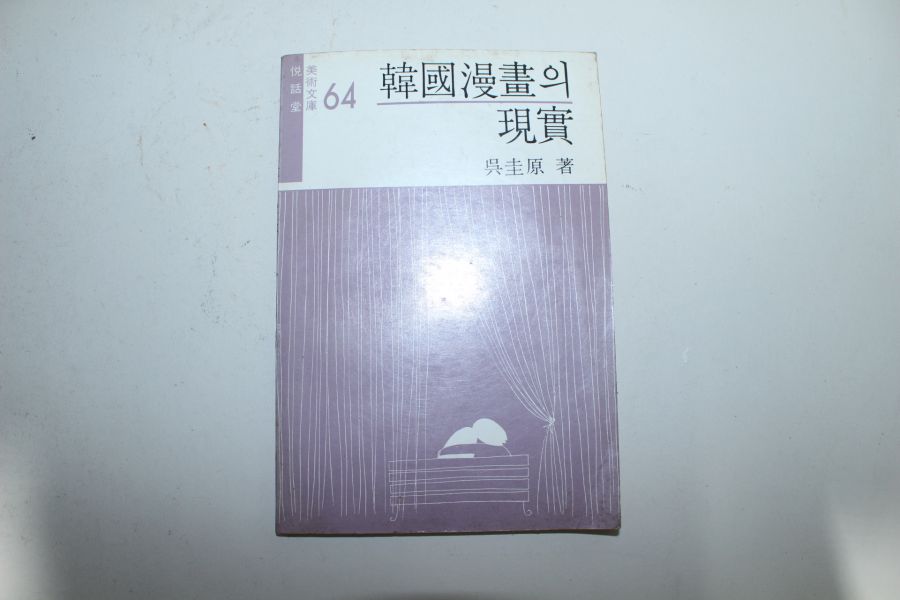 悅話堂
美術文庫
64
韓國漫畫의
現實
吳圭原 著